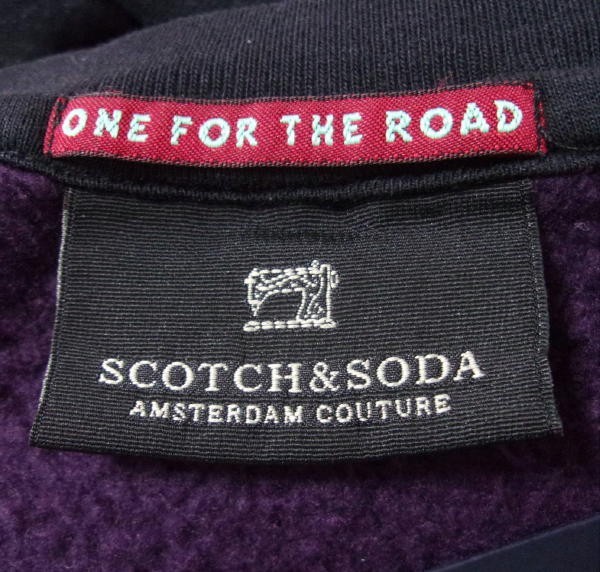 ONE FOR THE ROAD
SCOTCH & SODA
AMSTERDAM COUTURE